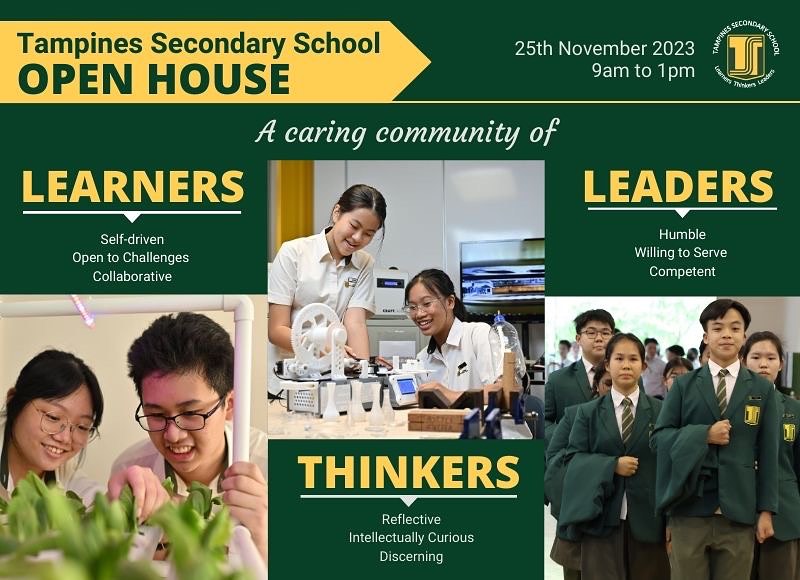 Tampines Secondary School
OPEN HOUSE
25th November 2023
9am to 1pm
TAMPINES SECONDARY SCHOOL
Learners Thinkers Leaders
A caring community of
LEARNERS
Self-driven
Open to Challenges
Collaborative
LEADERS
Humble
Willing to Serve
Competent
THINKERS
Reflective
Intellectually Curious
Discerning